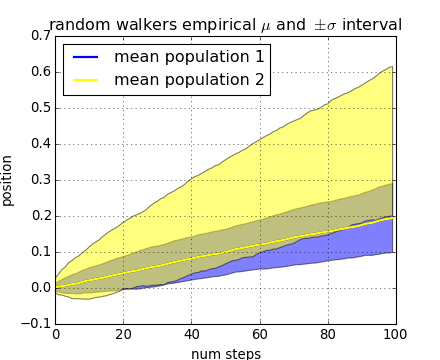 random walkers empirical μ and ±σ interval
0.7
mean population 1
mean population 2
0.6
0.5
0.4
0.3
0.2
0.1
0.0
−0.1
position
0 20 40 60 80 100
num steps